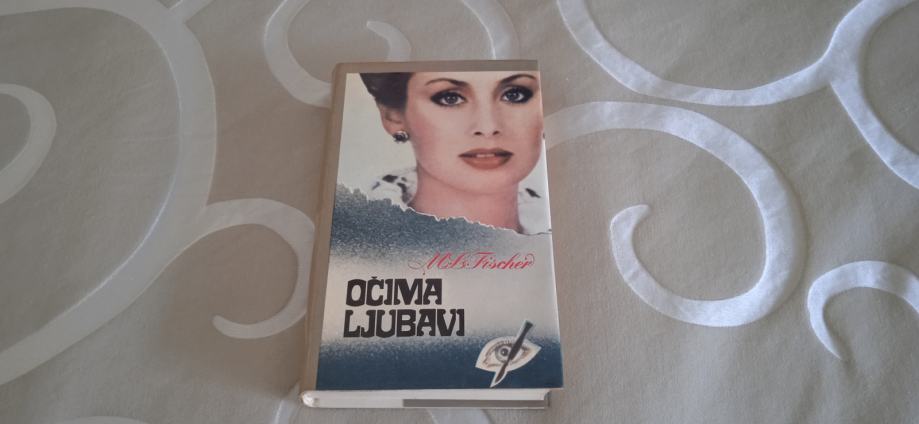 M.L. Fischer
OČIMA
LJUBAVI